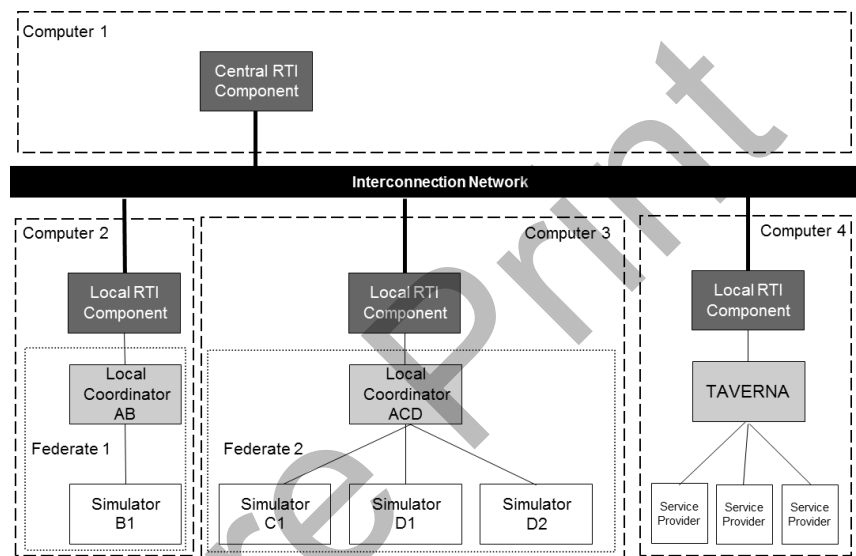 Computer 1
Central RTI
Component
Interconnection Network
Computer 2
Local RTI
Component
Local
Coordinator
AB
Federate 1
Simulator
B1
Computer 3
Local RTI
Component
Local
Coordinator
ACD
Federate 2
Simulator
C1
Simulator
D1
Simulator
D2
Computer 4
Local RTI
Component
TAVERNA
Service
Provider
Service
Provider
Service
Provider
re Print